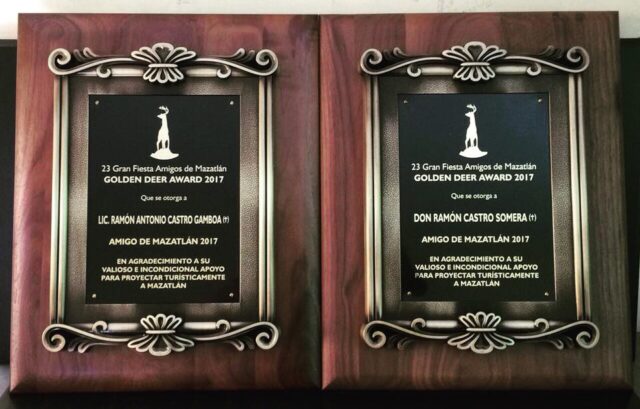 23 Gran Fiesta Amigos de Mazatlán
GOLDEN DEER AWARD 2017
Que se otorga a
LIC. RAMÓN ANTONIO CASTRO GAMBOA (†)
AMIGO DE MAZATLÁN 2017
EN AGRADECIMIENTO A SU
VALIOSO E INCONDICIONAL APOYO
PARA PROYECTAR TURÍSTICAMENTE
A MAZATLÁN
23 Gran Fiesta Amigos de Mazatlán
GOLDEN DEER AWARD 2017
Que se otorga a
DON RAMÓN CASTRO SOMERA (†)
AMIGO DE MAZATLÁN 2017
EN AGRADECIMIENTO A SU
VALIOSO E INCONDICIONAL APOYO
PARA PROYECTAR TURÍSTICAMENTE
A MAZATLÁN